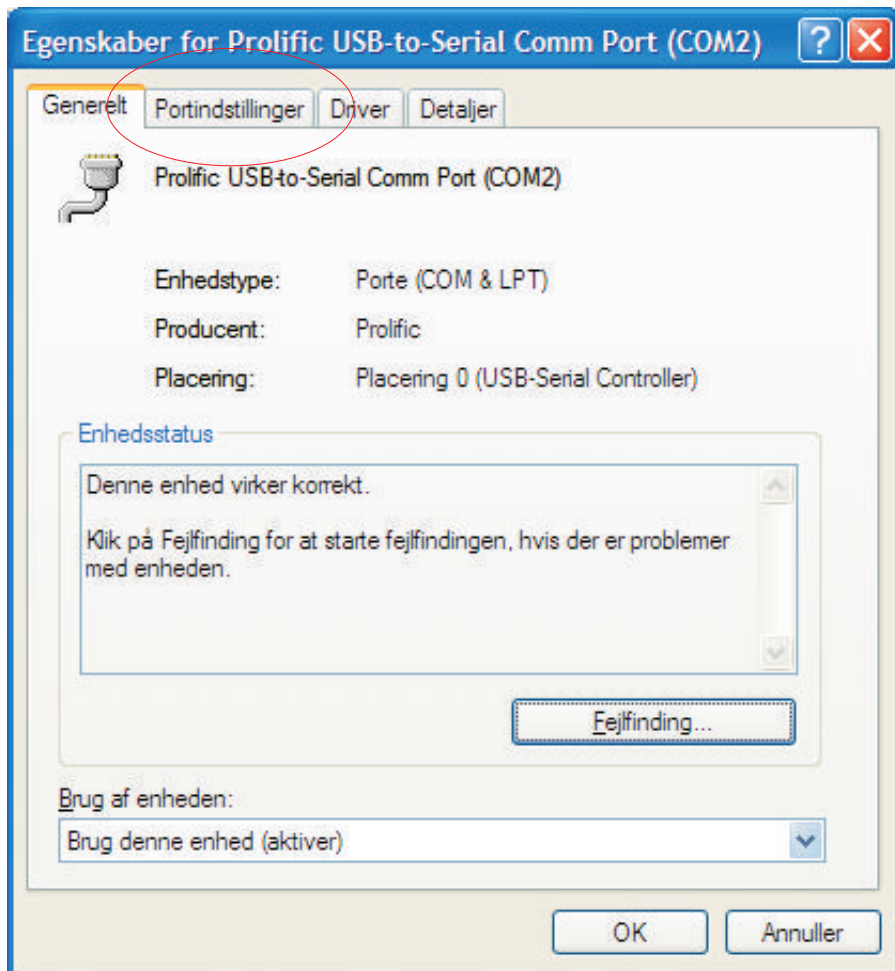 Egenskaber for Prolific USB-to-Serial Comm Port (COM2)
Generelt Portindstillinger Driver Detaljer
Prolific USB-to-Serial Comm Port (COM2)
Enhedstype: Porte (COM & LPT)
Producent: Prolific
Placering: Placering 0 (USB-Serial Controller)
Enhedsstatus
Denne enhed virker korrekt.
Klik på Fejlfinding for at starte fejlfindingen, hvis der er problemer
med enheden.
Fejlfinding...
Brug af enheden:
Brug denne enhed (aktiver)
OK Annuller